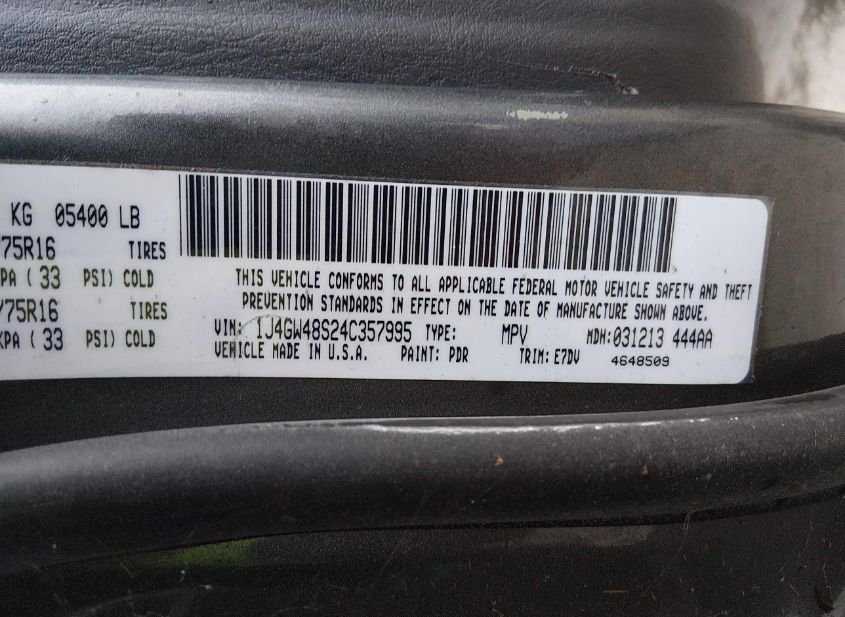 KG 05400 LB
75R16 TIRES
KPA ( 33 PSI) COLD
75R16 TIRES
KPA ( 33 PSI) COLD
THIS VEHICLE CONFORMS TO ALL APPLICABLE FEDERAL MOTOR VEHICLE SAFETY AND THEFT
PREVENTION STANDARDS IN EFFECT ON THE DATE OF MANUFACTURE SHOWN ABOVE.
VIN: 1J4GW48S24C357995 TYPE: MPV MDH:031213 444AA
VEHICLE MADE IN U.S.A. PAINT: PDR TRIM: E7DV 4648509